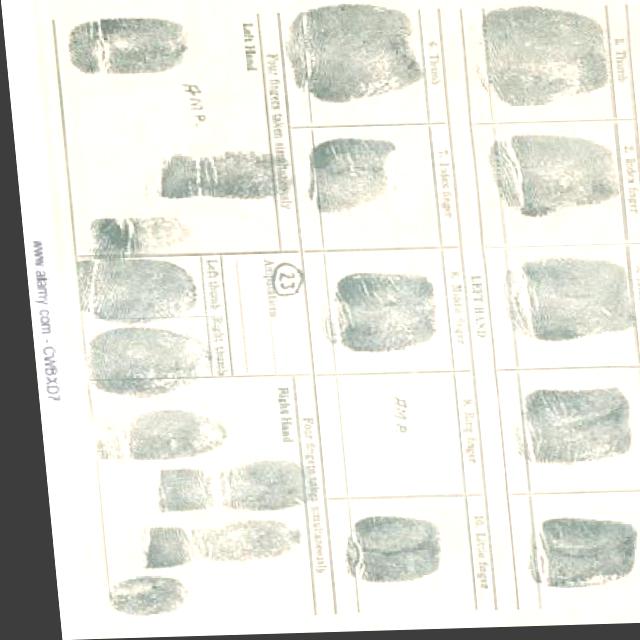 1. Thumb
2. Index finger
LEFT HAND
6. Thumb
7. Index finger
8. Middle finger
9. Ring finger
10. Little finger
AMP
Four fingers taken simultaneously
Left Hand
AMP.
23
Amputations
Left thumb
Right thumb
Four fingers taken simultaneously
Right Hand
www.alamy.com - CWBXD7